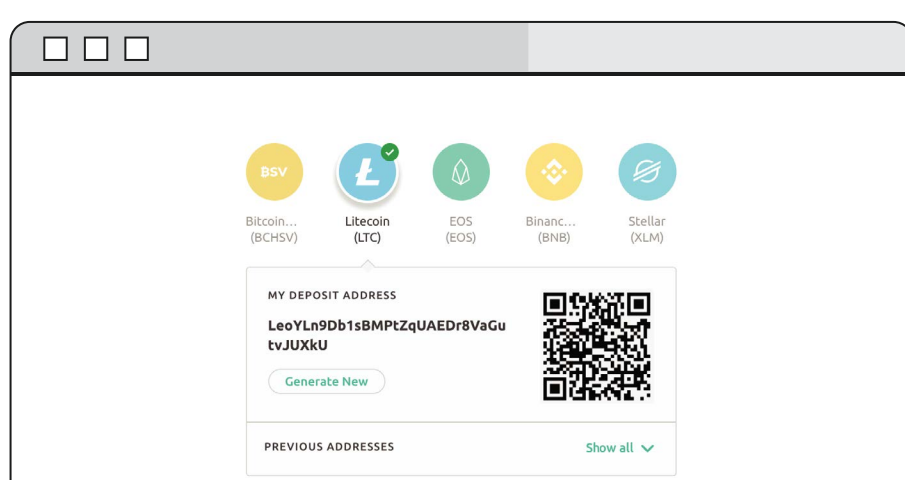 BSV
Bitcoin...
(BCHSV)
Litecoin
(LTC)
EOS
(EOS)
Binanc...
(BNB)
Stellar
(XLM)
MY DEPOSIT ADDRESS
LeoYLn9Db1sBMPtZqUAEDr8VaGu
tvJUXkU
Generate New
PREVIOUS ADDRESSES
Show all